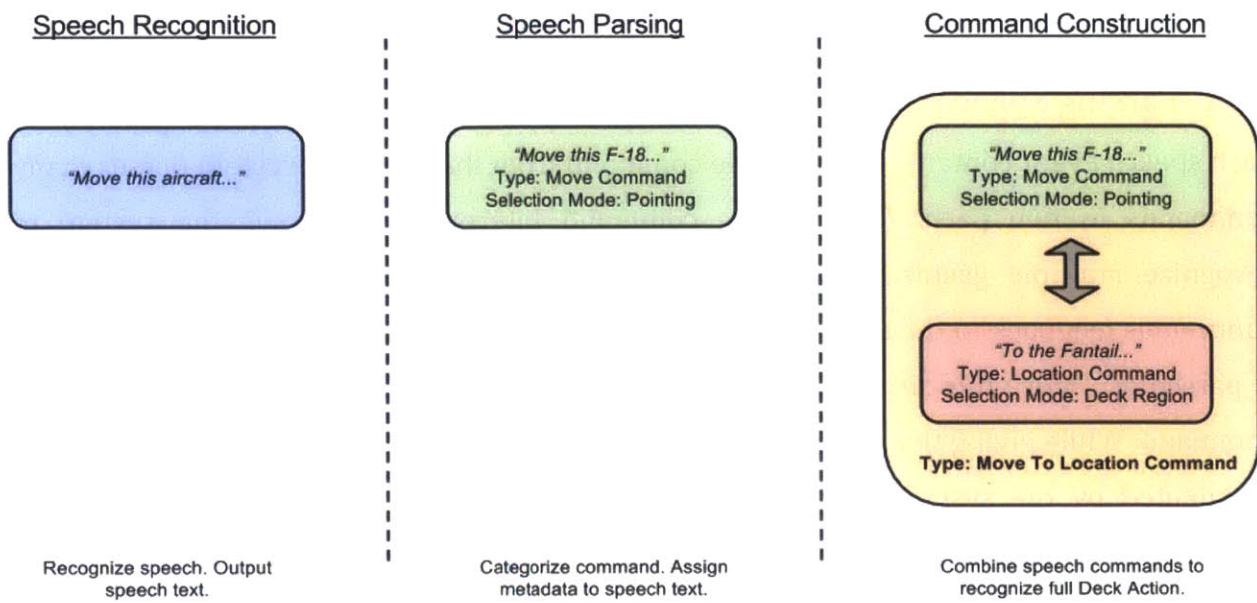 Speech Recognition
Speech Parsing
Command Construction
"Move this aircraft..."
"Move this F-18..."
Type: Move Command
Selection Mode: Pointing
"Move this F-18..."
Type: Move Command
Selection Mode: Pointing
"To the Fantail..."
Type: Location Command
Selection Mode: Deck Region
Type: Move To Location Command
Recognize speech. Output
speech text.
Categorize command. Assign
metadata to speech text.
Combine speech commands to
recognize full Deck Action.